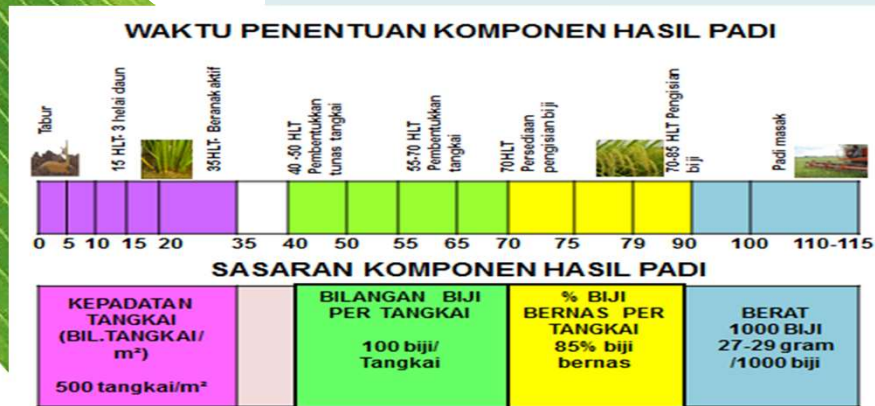 WAKTU PENENTUAN KOMPONEN HASIL PADI
Tabur
15 HLT- 3 helai daun
35HLT- Beranak aktif
40 -50 HLT
Pembentukkan
tunas tangkai
55-70 HLT
Pembentukkan
tangkai
70HLT
Persediaan
pengisian biji
70-85 HLT Pengisian
biji
Padi masak
0 5 10 15 20 35 40 50 55 65 70 75 79 90 100 110-115
SASARAN KOMPONEN HASIL PADI
KEPADATAN
TANGKAI
(BIL.TANGKAI/
m²)
500 tangkai/m²
BILANGAN BIJI
PER TANGKAI
100 biji/
Tangkai
% BIJI
BERNAS PER
TANGKAI
85% biji
bernas
BERAT
1000 BIJI
27-29 gram
/1000 biji